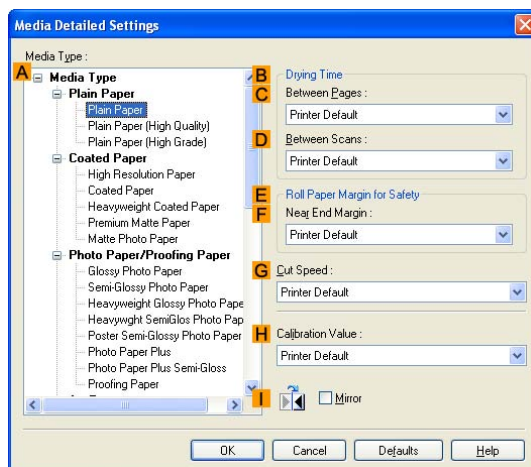 Media Detailed Settings
Media Type :
A
Media Type
Plain Paper
Plain Paper
Plain Paper (High Quality)
Plain Paper (High Grade)
Coated Paper
High Resolution Paper
Coated Paper
Heavyweight Coated Paper
Premium Matte Paper
Matte Photo Paper
Photo Paper/Proofing Paper
Glossy Photo Paper
Semi-Glossy Photo Paper
Heavyweight Glossy Photo Pape
Heavywght SemiGlos Photo Pap
Poster Semi-Glossy Photo Paper
Photo Paper Plus
Photo Paper Plus Semi-Gloss
Proofing Paper
B Drying Time
C Between Pages :
Printer Default
D Between Scans :
Printer Default
E Roll Paper Margin for Safety
F Near End Margin :
Printer Default
G Cut Speed :
Printer Default
H Calibration Value :
Printer Default
I Mirror
OK Cancel Defaults Help